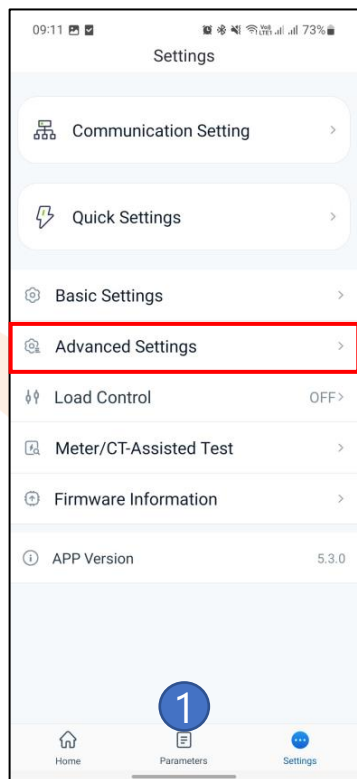 09:11 73%
Settings
Communication Setting
Quick Settings
Basic Settings
Advanced Settings
Load Control OFF
Meter/CT-Assisted Test
Firmware Information
APP Version 5.3.0
1
Home Parameters Settings